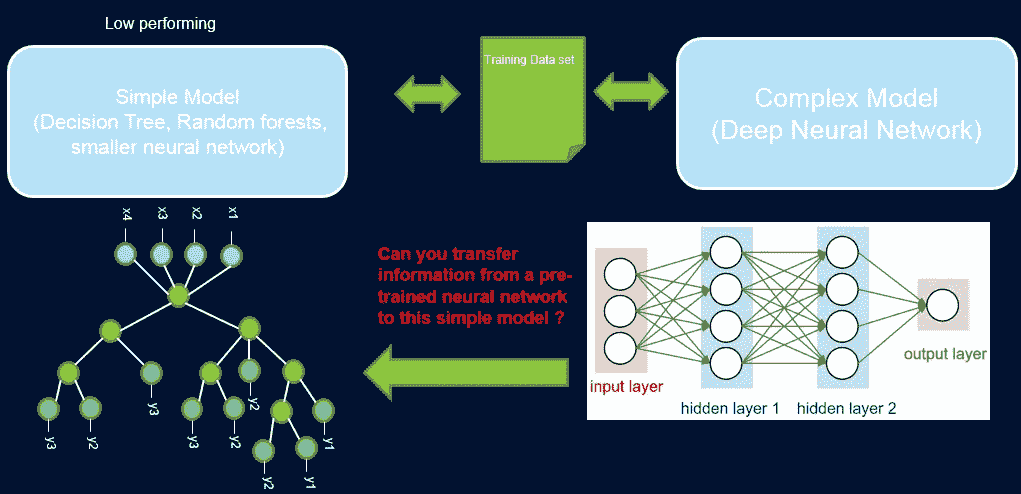 Low performing
Simple Model
(Decision Tree, Random forests,
smaller neural network)
Training Data set
Complex Model
(Deep Neural Network)
x4
x3
x2
x1
Can you transfer
information from a pre-
trained neural network
to this simple model ?
input layer
hidden layer 1
hidden layer 2
output layer
y3
y2
y3
y3
y2
y2
y2
y1
y1